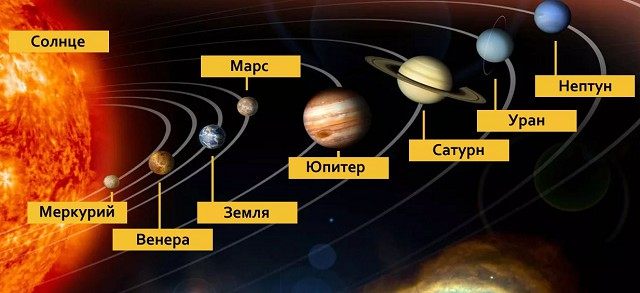 Солнце
Меркурий
Венера
Земля
Марс
Юпитер
Сатурн
Уран
Нептун